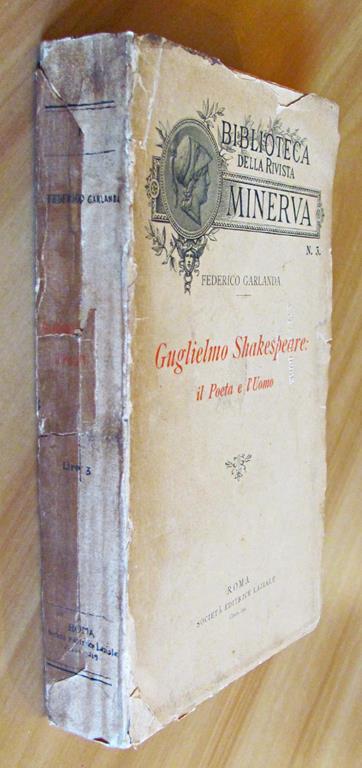 BIBLIOTECA
DELLA RIVISTA
MINERVA
N. 3.
FEDERICO GARLANDA
Guglielmo Shakespeare:
il Poeta e l'Uomo
ROMA
SOCIETÀ EDITRICE LAZIALE
FEDERICO GARLANDA
Lire 3
ROMA
Laziale